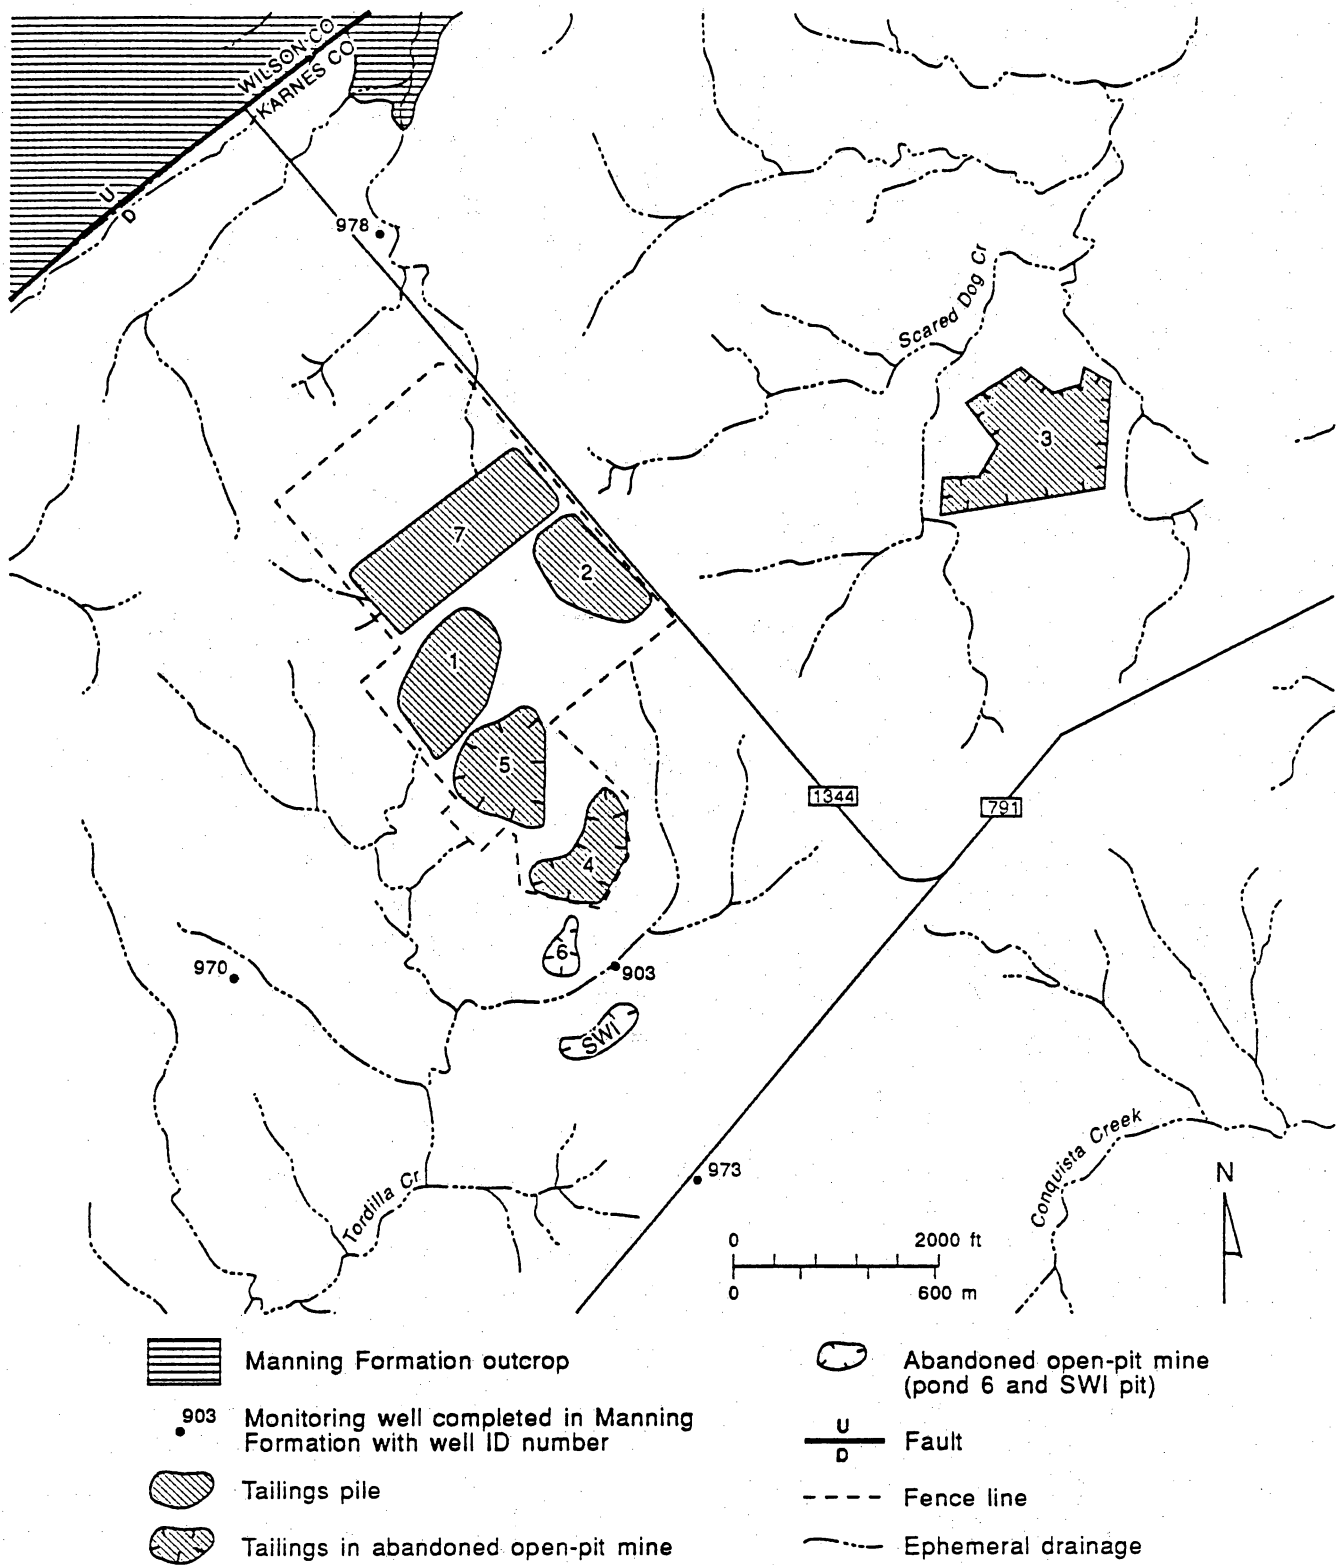 WILSON CO
KARNES CO
U
D
978
Scared Dog Cr
3
7
2
1
5
1344
791
4
6
970
903
SWI
Conquista Creek
973
Tordilla Cr
N
0 2000 ft
0 600 m
Manning Formation outcrop
903
Monitoring well completed in Manning
Formation with well ID number
Tailings pile
Tailings in abandoned open-pit mine
Abandoned open-pit mine
(pond 6 and SWI pit)
U
D
Fault
Fence line
Ephemeral drainage